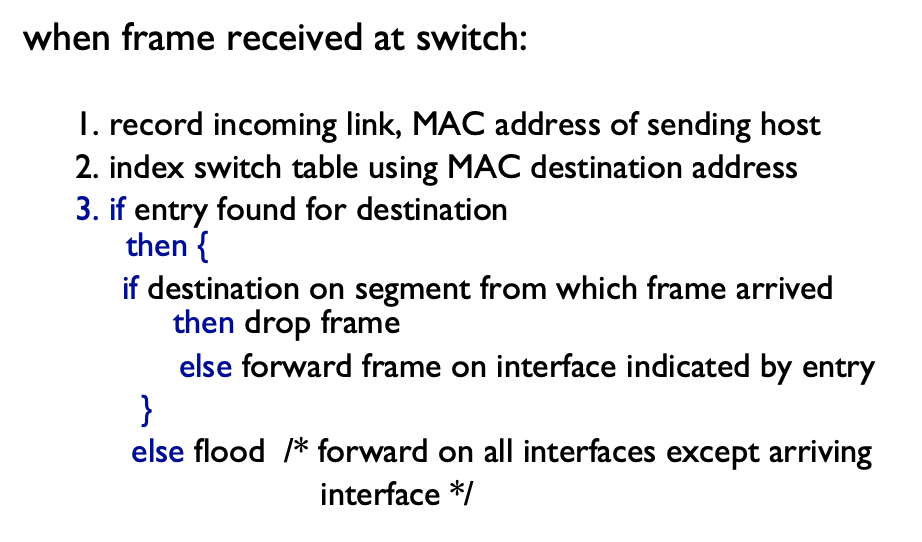 when frame received at switch:
1. record incoming link, MAC address of sending host
2. index switch table using MAC destination address
3. if entry found for destination
then {
if destination on segment from which frame arrived
then drop frame
else forward frame on interface indicated by entry
}
else flood /* forward on all interfaces except arriving
interface */